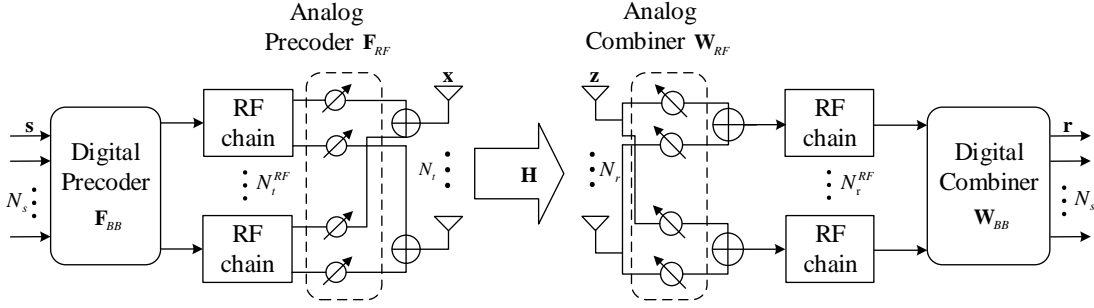 Analog
Precoder F_RF
Analog
Combiner W_RF
s
N_s
Digital
Precoder
F_BB
RF
chain
N_t^RF
RF
chain
x
N_t
H
z
N_r
RF
chain
N_r^RF
RF
chain
Digital
Combiner
W_BB
r
N_s